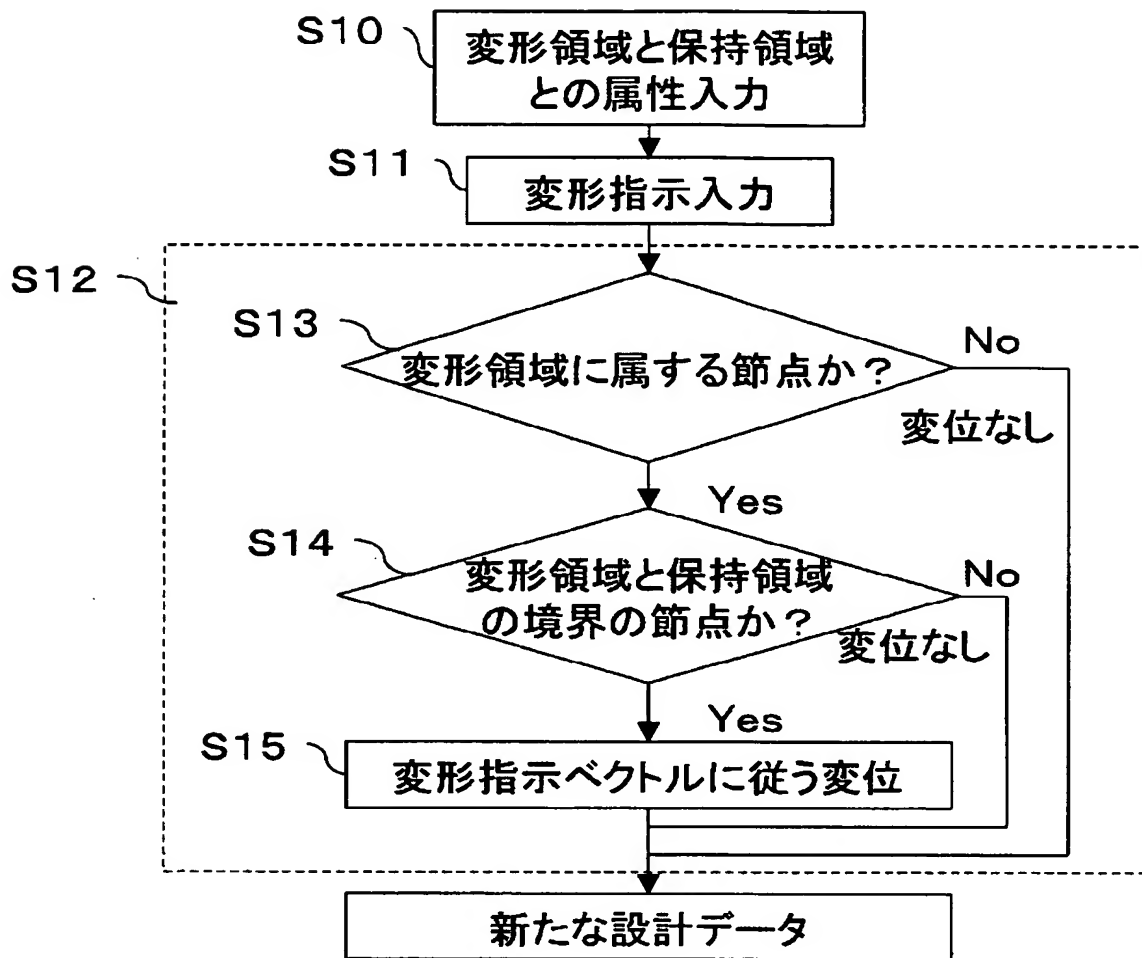 S10
変形領域と保持領域
との属性入力
S11
変形指示入力
S12
S13
変形領域に属する節点か?
No
変位なし
Yes
S14
変形領域と保持領域
の境界の節点か?
No
変位なし
Yes
S15
変形指示ベクトルに従う変位
新たな設計データ